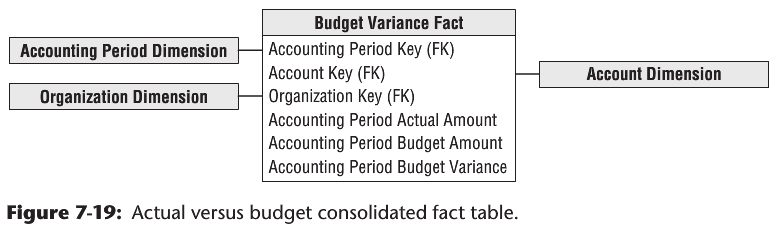 Budget Variance Fact
Accounting Period Dimension
Accounting Period Key (FK)
Account Key (FK)
Account Dimension
Organization Dimension
Organization Key (FK)
Accounting Period Actual Amount
Accounting Period Budget Amount
Accounting Period Budget Variance
Figure 7-19: Actual versus budget consolidated fact table.